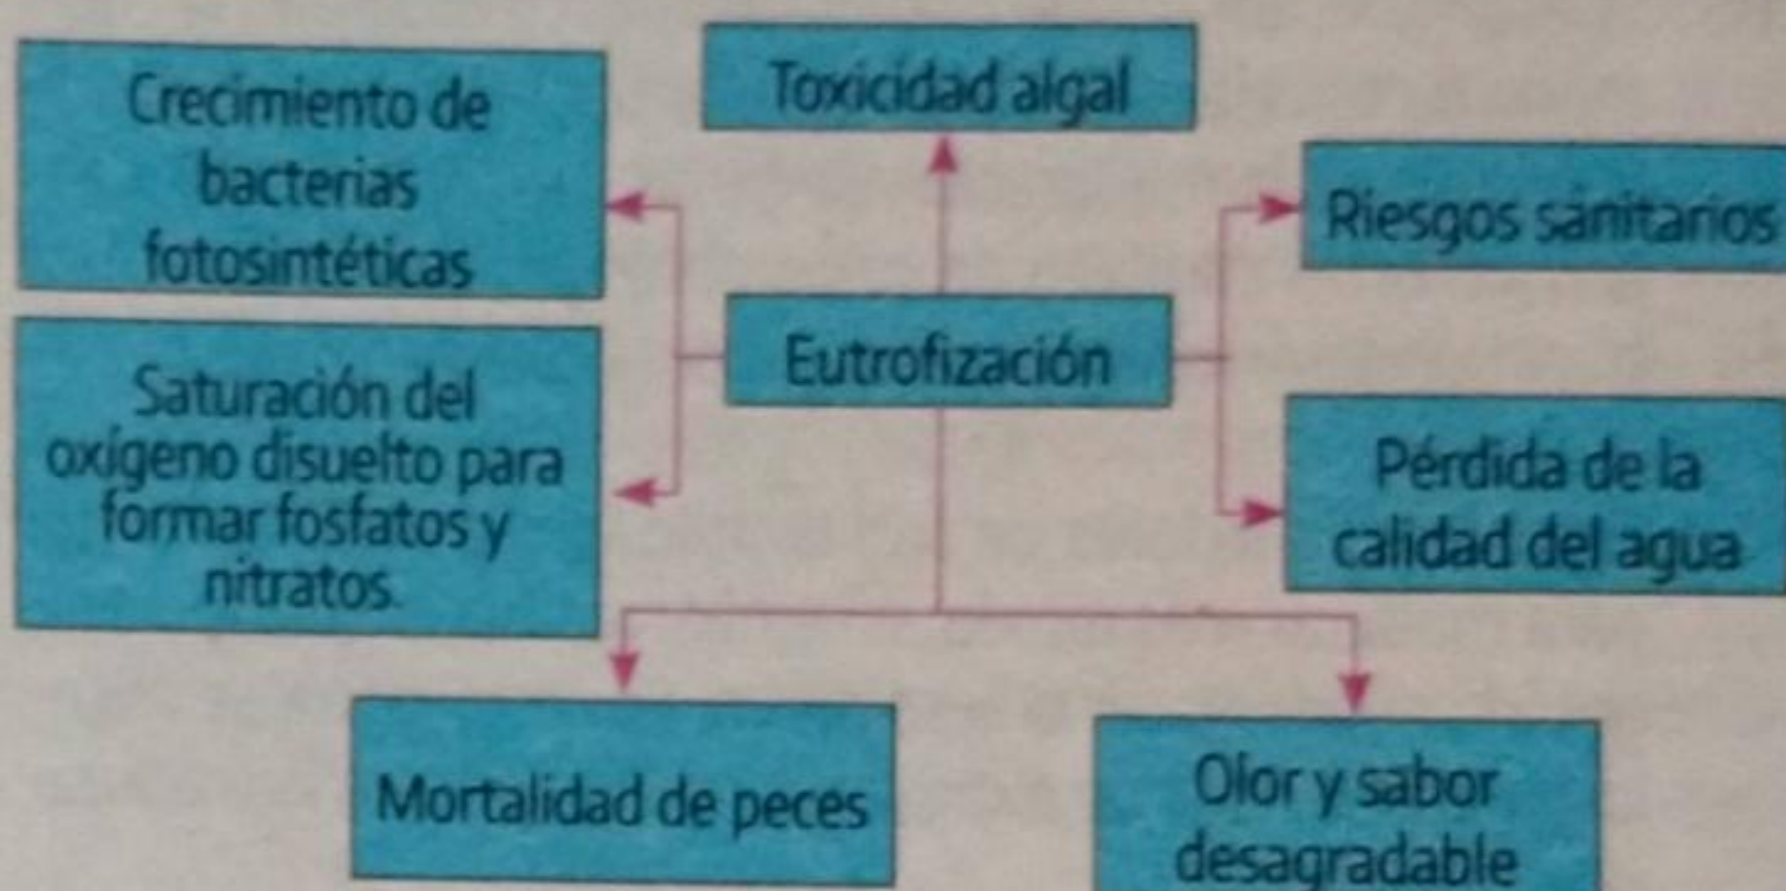 Crecimiento de
bacterias
fotosintéticas
Toxicidad algal
Riesgos sanitarios
Eutrofización
Saturación del
oxígeno disuelto para
formar fosfatos y
nitratos.
Pérdida de la
calidad del agua
Mortalidad de peces
Olor y sabor
desagradable